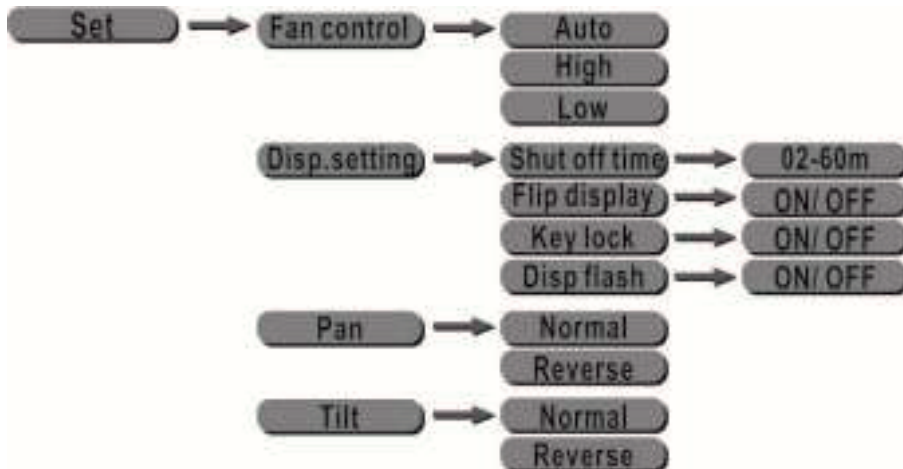 Set Fan control Auto
High
Low
Disp.setting Shut off time 02-60m
Flip display ON/ OFF
Key lock ON/ OFF
Disp flash ON/ OFF
Pan Normal
Reverse
Tilt Normal
Reverse